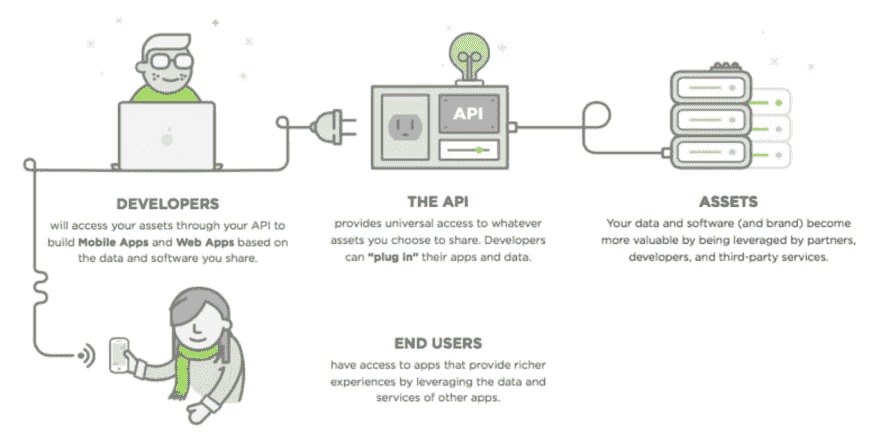 API
DEVELOPERS
will access your assets through your API to
build Mobile Apps and Web Apps based on
the data and software you share.
THE API
provides universal access to whatever
assets you choose to share. Developers
can "plug in" their apps and data.
ASSETS
Your data and software (and brand) become
more valuable by being leveraged by partners,
developers, and third-party services.
END USERS
have access to apps that provide richer
experiences by leveraging the data and
services of other apps.